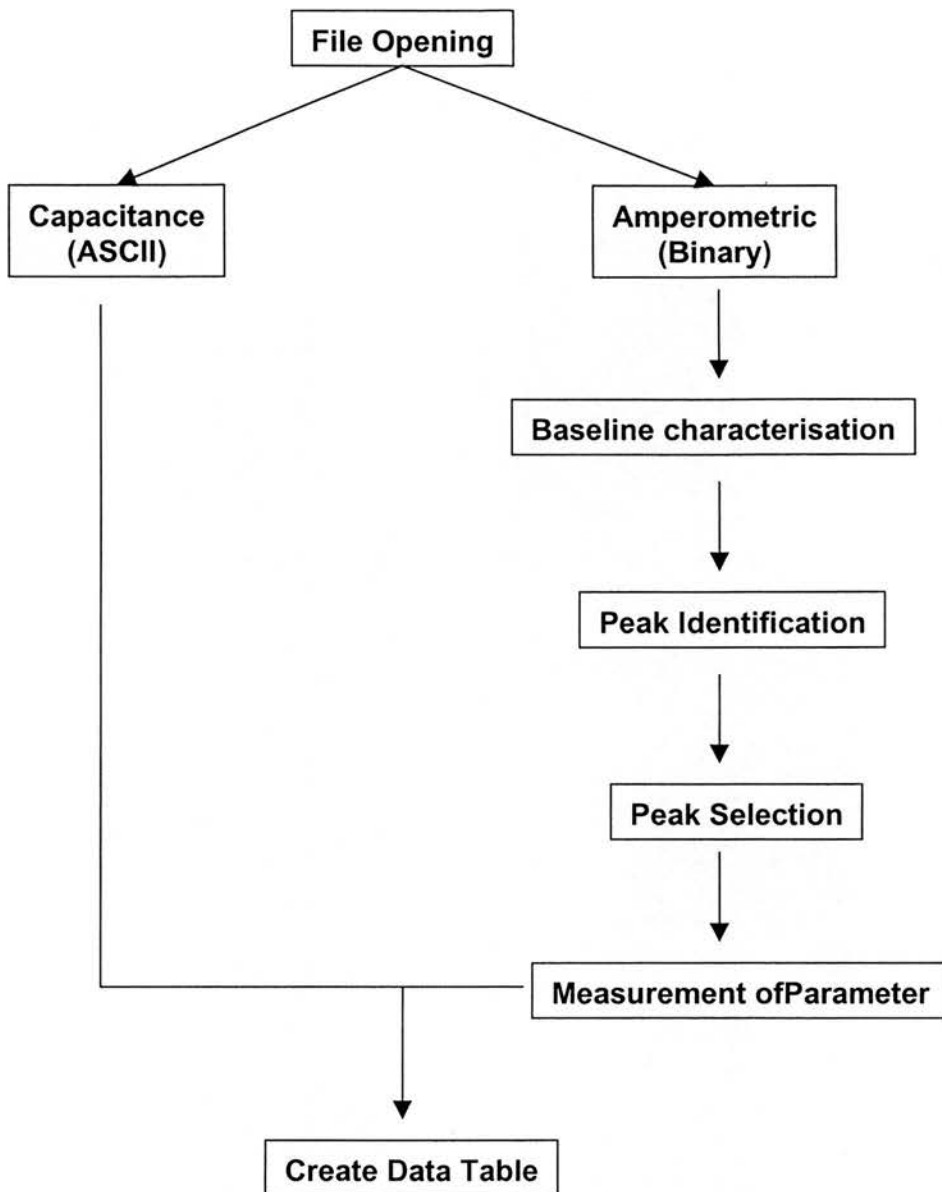 File Opening
Capacitance
(ASCII)
Amperometric
(Binary)
Baseline characterisation
Peak Identification
Peak Selection
Measurement ofParameter
Create Data Table